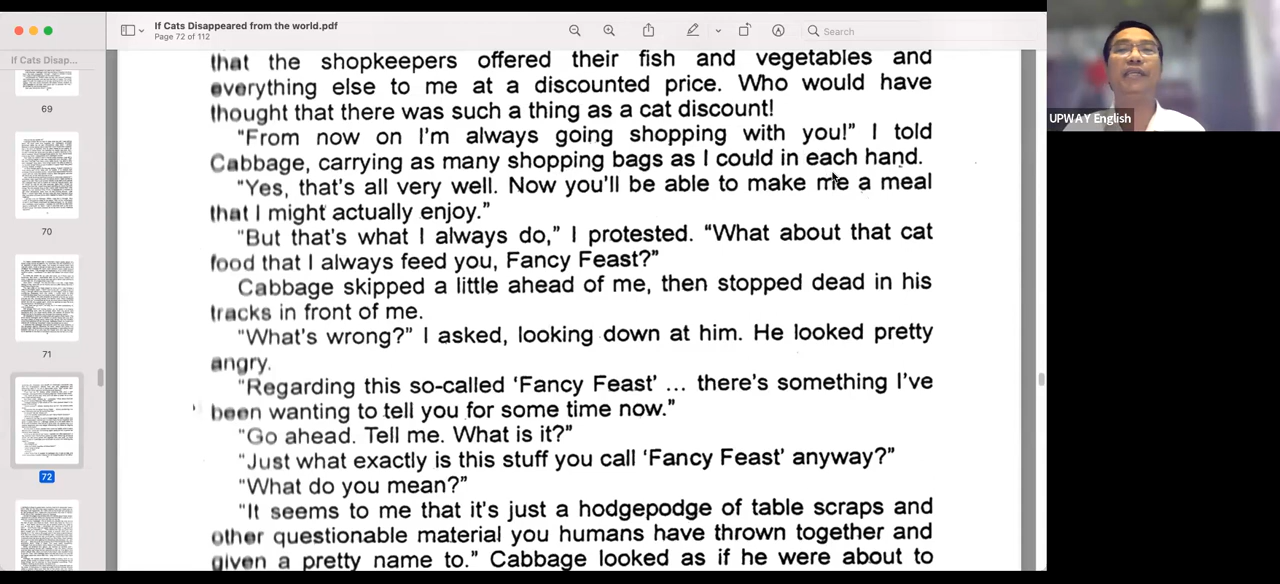 If Cats Disappeared from the world.pdf
Page 72 of 112
Search
If Cats Disap...
69
70
71
72
UPWAY English
that the shopkeepers offered their fish and vegetables and
everything else to me at a discounted price. Who would have
thought that there was such a thing as a cat discount!
"From now on I'm always going shopping with you!" I told
Cabbage, carrying as many shopping bags as I could in each hand.
"Yes, that's all very well. Now you'll be able to make me a meal
that I might actually enjoy."
"But that's what I always do," I protested. "What about that cat
food that I always feed you, Fancy Feast?"
Cabbage skipped a little ahead of me, then stopped dead in his
tracks in front of me.
"What's wrong?" I asked, looking down at him. He looked pretty
angry.
"Regarding this so-called 'Fancy Feast' ... there's something I've
been wanting to tell you for some time now."
"Go ahead. Tell me. What is it?"
"Just what exactly is this stuff you call 'Fancy Feast' anyway?"
"What do you mean?"
"It seems to me that it's just a hodgepodge of table scraps and
other questionable material you humans have thrown together and
given a pretty name to." Cabbage looked as if he were about to